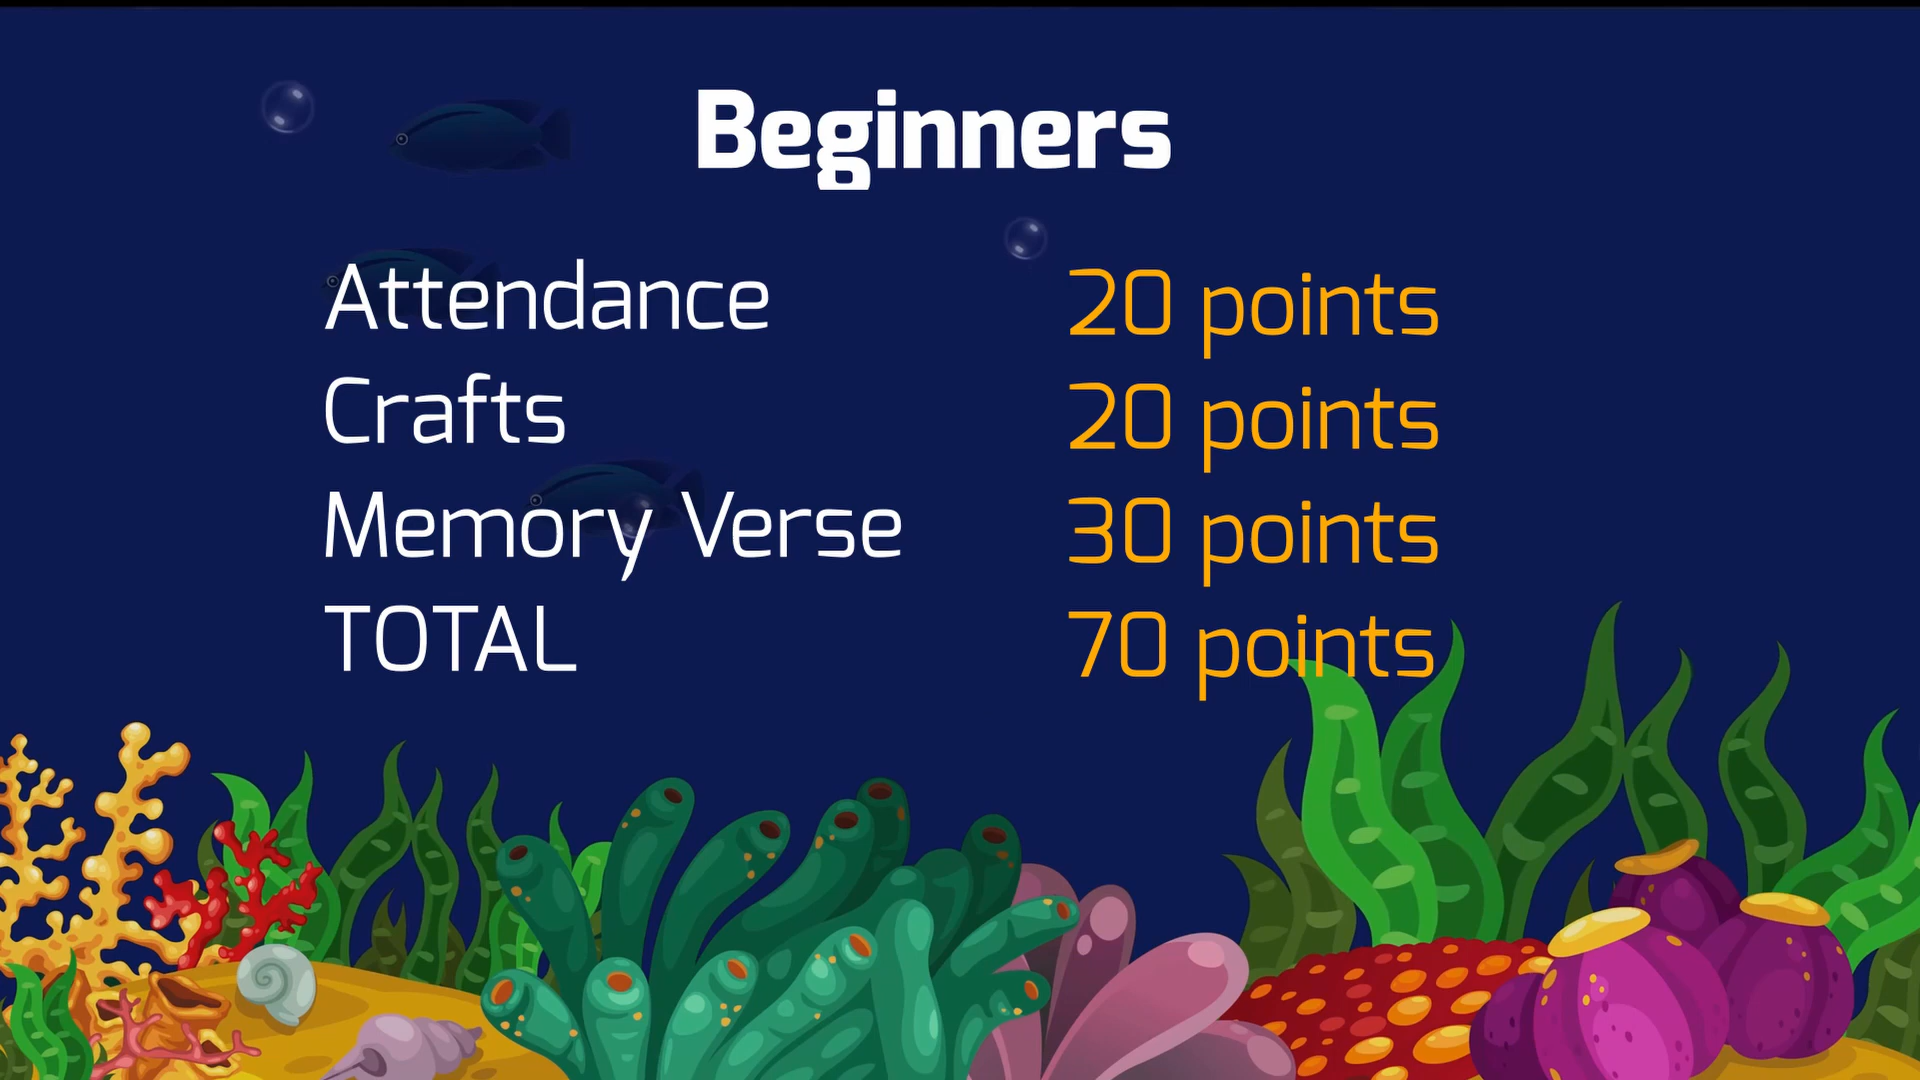 Beginners
Attendance 20 points
Crafts 20 points
Memory Verse 30 points
TOTAL 70 points